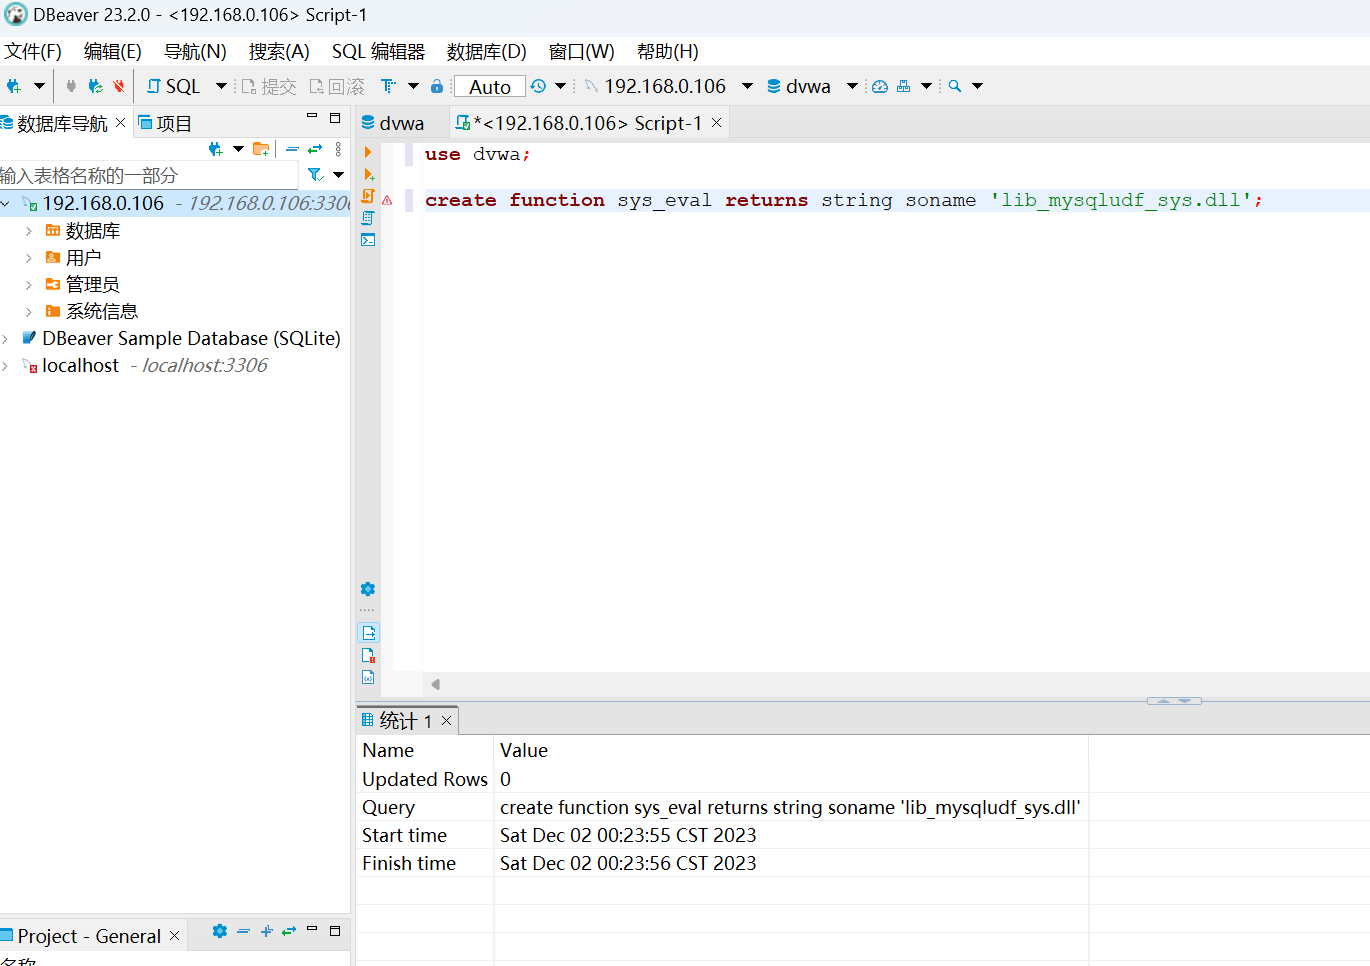 DBeaver 23.2.0 - <192.168.0.106> Script-1
文件(F) 编辑(E) 导航(N) 搜索(A) SQL 编辑器 数据库(D) 窗口(W) 帮助(H)
SQL 提交 回滚 Auto 192.168.0.106 dvwa
数据库导航 项目
输入表格名称的一部分
192.168.0.106 - 192.168.0.106:3306
数据库
用户
管理员
系统信息
DBeaver Sample Database (SQLite)
localhost - localhost:3306
dvwa *<192.168.0.106> Script-1
use dvwa;
create function sys_eval returns string soname 'lib_mysqludf_sys.dll';
统计 1
Name Value
Updated Rows 0
Query create function sys_eval returns string soname 'lib_mysqludf_sys.dll'
Start time Sat Dec 02 00:23:55 CST 2023
Finish time Sat Dec 02 00:23:56 CST 2023
Project - General
名称